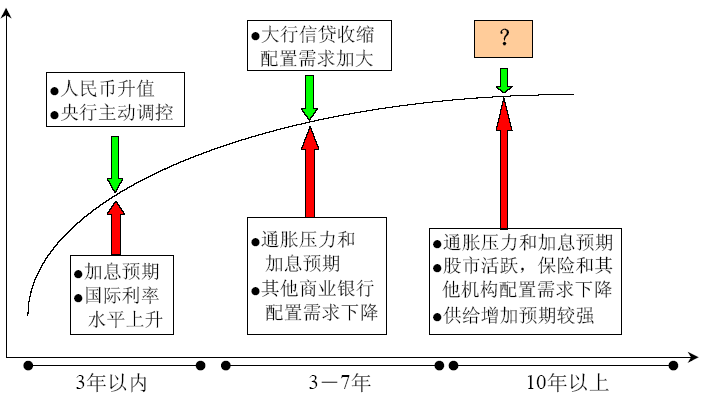 ●大行信贷收缩
配置需求加大
?
●人民币升值
●央行主动调控
●加息预期
●国际利率
水平上升
●通胀压力和
加息预期
●其他商业银行
配置需求下降
●通胀压力和加息预期
●股市活跃，保险和其
他机构配置需求下降
●供给增加预期较强
3年以内
3－7年
10年以上